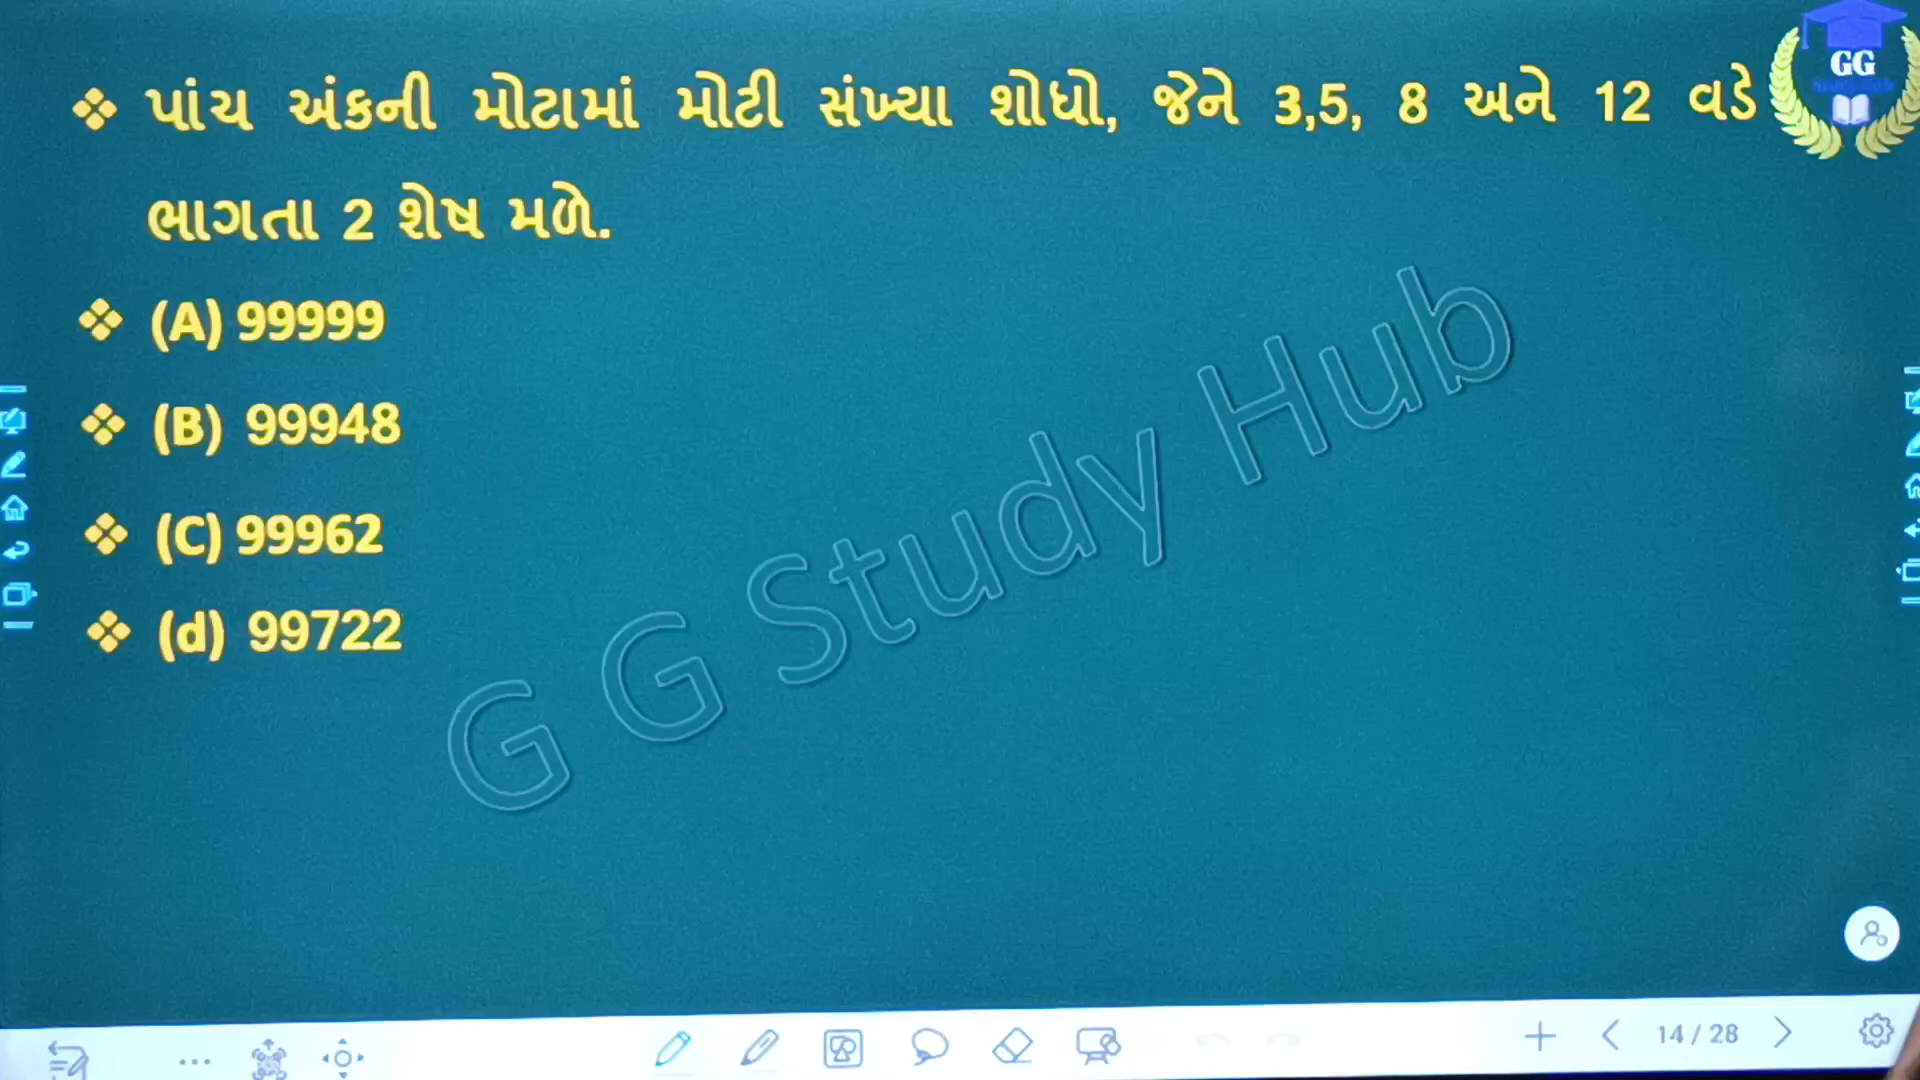 ❖ પાંચ અંકની મોટામાં મોટી સંખ્યા શોધો, જેને 3,5, 8 અને 12 વડે
ભાગતા 2 શેષ મળે.
❖ (A) 99999
❖ (B) 99948
❖ (C) 99962
❖ (d) 99722
G G Study Hub
GG
14 / 28